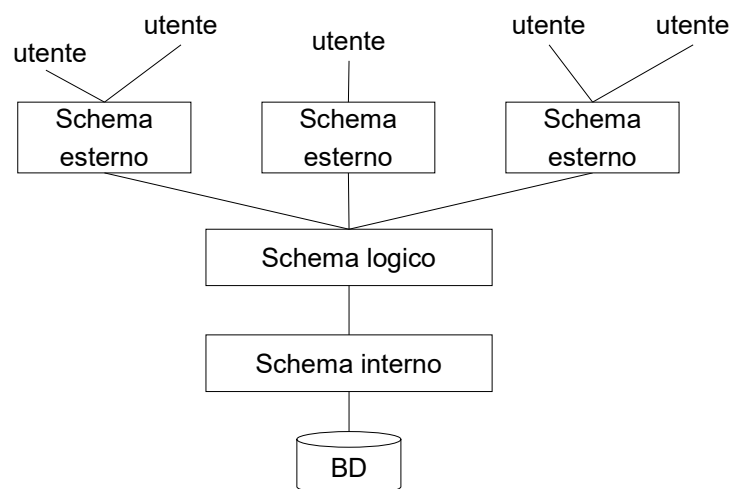 utente
utente
utente
utente
utente
Schema
esterno
Schema
esterno
Schema
esterno
Schema logico
Schema interno
BD